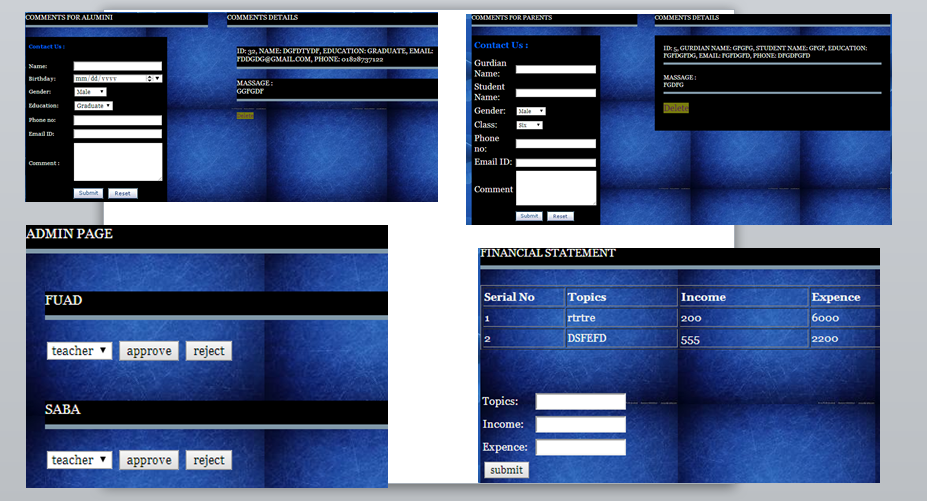 COMMENTS FOR ALUMINI
COMMENTS DETAILS
Contact Us :
Name:
Birthday: mm/dd/yyyy
Gender: Male
Education: Graduate
Phone no:
Email ID:
Comment :
Submit Reset
ID: 32, NAME: DGFDTYDF, EDUCATION: GRADUATE, EMAIL:
FDDGDG@GMAIL.COM, PHONE: 01828737122
MASSAGE :
GGFGDF
Delete
COMMENTS FOR PARENTS
COMMENTS DETAILS
Contact Us :
Gurdian
Name:
Student
Name:
Gender: Male
Class: Six
Phone
no:
Email ID:
Comment
Submit Reset
ID: 5, GURDIAN NAME: GFGFG, STUDENT NAME: GFGF, EDUCATION:
FGFDGFDG, EMAIL: FGFDGFD, PHONE: DFGDFGFD
MASSAGE :
FGDFG
Delete
ADMIN PAGE
FUAD
teacher approve reject
SABA
teacher approve reject
FINANCIAL STATEMENT
Serial No Topics Income Expence
1 rtrtre 200 6000
2 DSFEFD 555 2200
Topics:
Income:
Expence:
submit